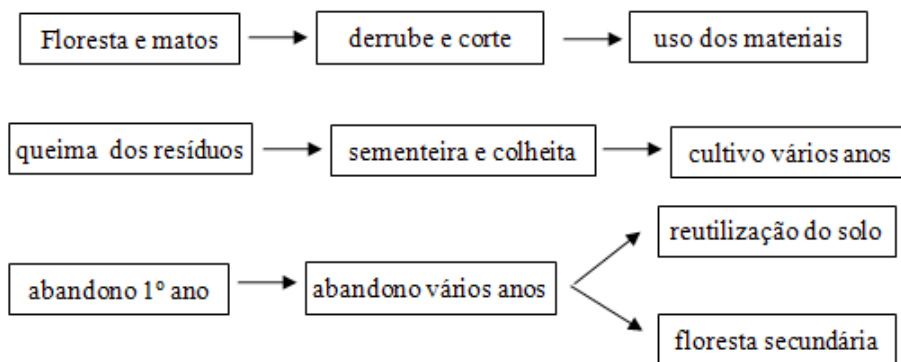 Floresta e matos
derrube e corte
uso dos materiais
queima dos resíduos
sementeira e colheita
cultivo vários anos
abandono 1º ano
abandono vários anos
reutilização do solo
floresta secundária